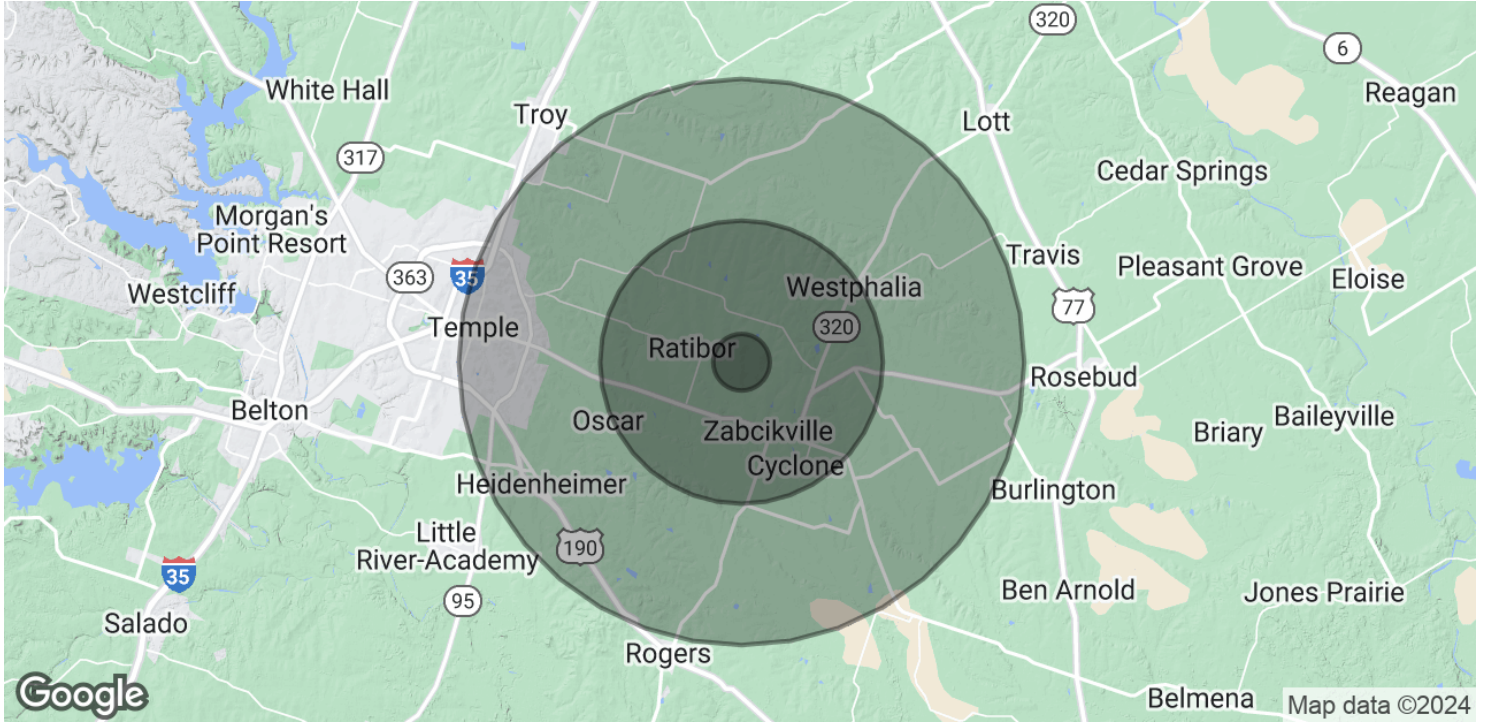 320
6
White Hall
Reagan
Troy
Lott
317
Cedar Springs
Morgan's
Point Resort
Travis
Pleasant Grove
363
35
Eloise
Westcliff
Westphalia
77
Temple
320
Ratibor
Rosebud
Belton
Oscar
Zabcikville
Baileyville
Briary
Cyclone
Heidenheimer
Burlington
Little
River-Academy
190
35
95
Ben Arnold
Jones Prairie
Salado
Rogers
Belmena
Google
Map data ©2024